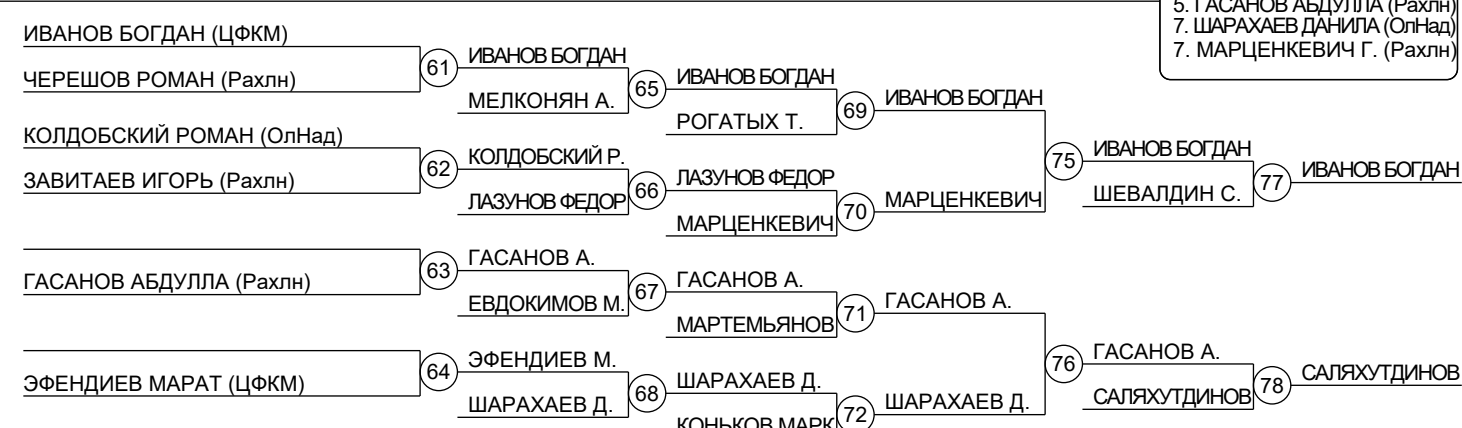 5. ГАСАНОВ АБДУЛЛА (Рахлн)
7. ШАРАХАЕВ ДАНИЛА (ОлНад)
7. МАРЦЕНКЕВИЧ Г. (Рахлн)
ИВАНОВ БОГДАН (ЦФКМ)
ЧЕРЕШОВ РОМАН (Рахлн)
61
ИВАНОВ БОГДАН
МЕЛКОНЯН А.
65
ИВАНОВ БОГДАН
РОГАТЫХ Т.
69
ИВАНОВ БОГДАН
КОЛДОБСКИЙ РОМАН (ОлНад)
ЗАВИТАЕВ ИГОРЬ (Рахлн)
62
КОЛДОБСКИЙ Р.
ЛАЗУНОВ ФЕДОР
66
ЛАЗУНОВ ФЕДОР
МАРЦЕНКЕВИЧ
70
МАРЦЕНКЕВИЧ
75
ИВАНОВ БОГДАН
ШЕВАЛДИН С.
77
ИВАНОВ БОГДАН
ГАСАНОВ АБДУЛЛА (Рахлн)
63
ГАСАНОВ А.
ЕВДОКИМОВ М.
67
ГАСАНОВ А.
МАРТЕМЬЯНОВ
71
ГАСАНОВ А.
ЭФЕНДИЕВ МАРАТ (ЦФКМ)
64
ЭФЕНДИЕВ М.
ШАРАХАЕВ Д.
68
ШАРАХАЕВ Д.
КОНЬКОВ МАРК
72
ШАРАХАЕВ Д.
76
ГАСАНОВ А.
САЛЯХУТДИНОВ
78
САЛЯХУТДИНОВ